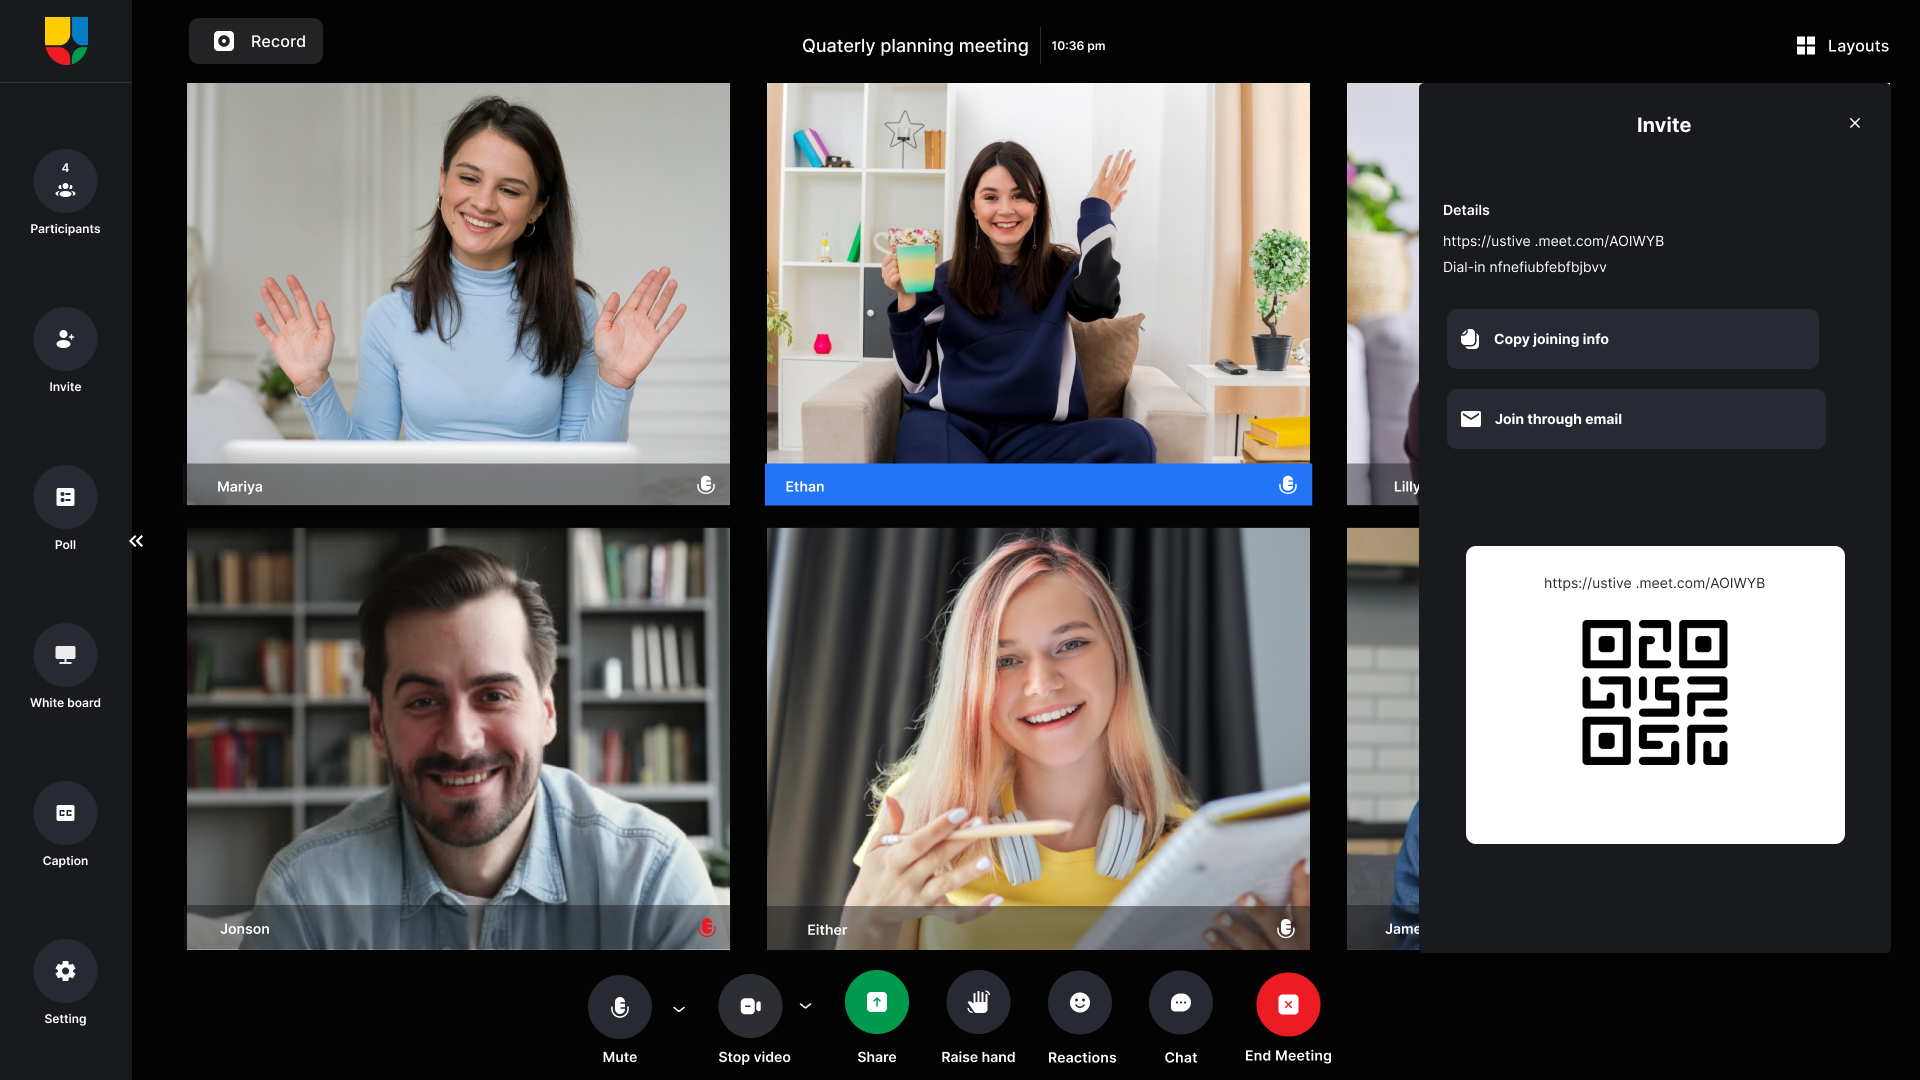 Record
Quaterly planning meeting
10:36 pm
Layouts
4
Participants
Invite
Poll
White board
Caption
Setting
Mariya
Ethan
Lilly
Jonson
Either
Jame
Invite
Details
https://ustive .meet.com/AOIWYB
Dial-in nfnefiubfebfbjbvv
Copy joining info
Join through email
https://ustive .meet.com/AOIWYB
CC
Mute
Stop video
Share
Raise hand
Reactions
Chat
End Meeting